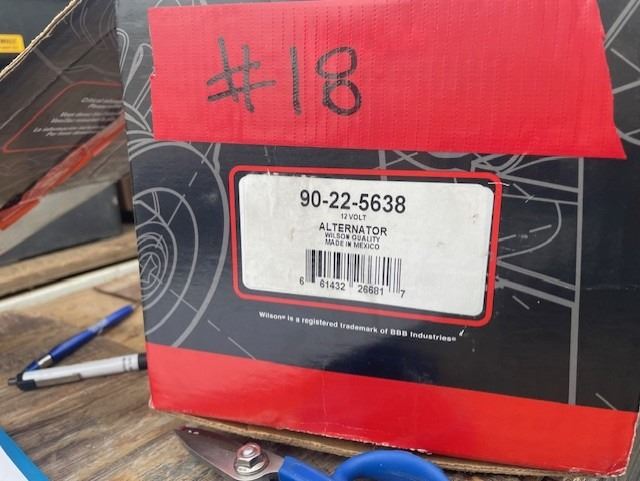 #18
90-22-5638
12 VOLT
ALTERNATOR
WILSON QUALITY
MADE IN MEXICO
6 61432 26681 7
Wilson® is a registered trademark of BBB Industries®